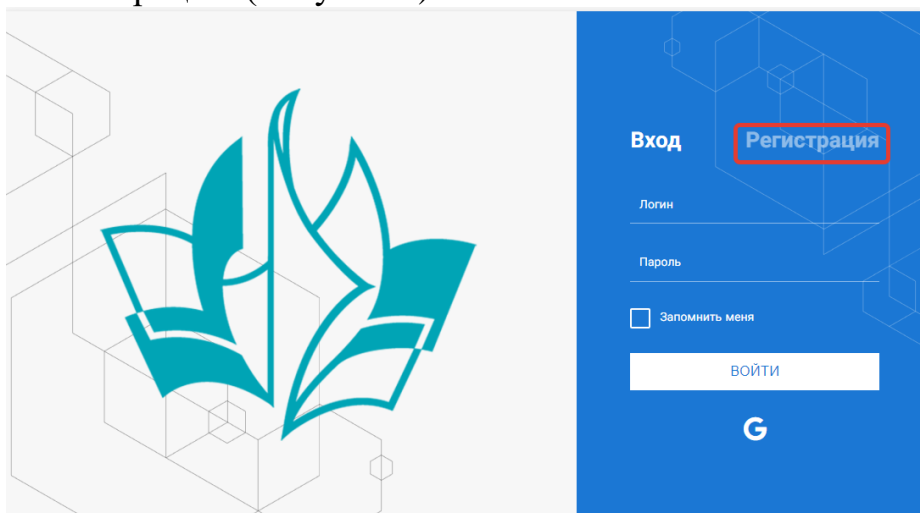 Вход Регистрация
Логин
Пароль
Запомнить меня
ВОЙТИ
G